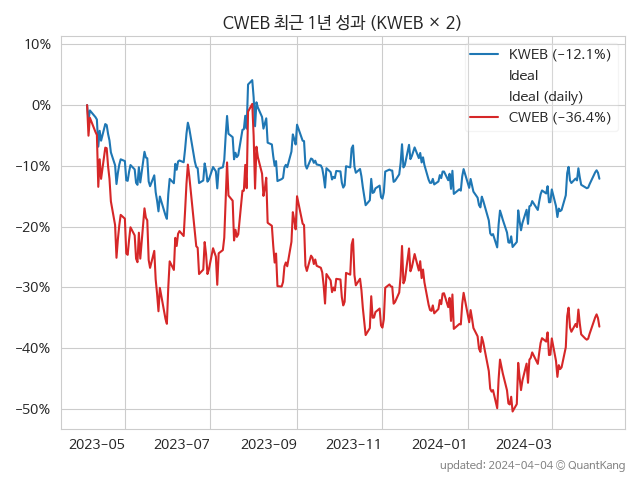 CWEB 최근 1년 성과 (KWEB × 2)
10%
0%
−10%
−20%
−30%
−40%
−50%
KWEB (−12.1%)
Ideal
Ideal (daily)
CWEB (−36.4%)
2023-05
2023-07
2023-09
2023-11
2024-01
2024-03
updated: 2024-04-04 © QuantKang